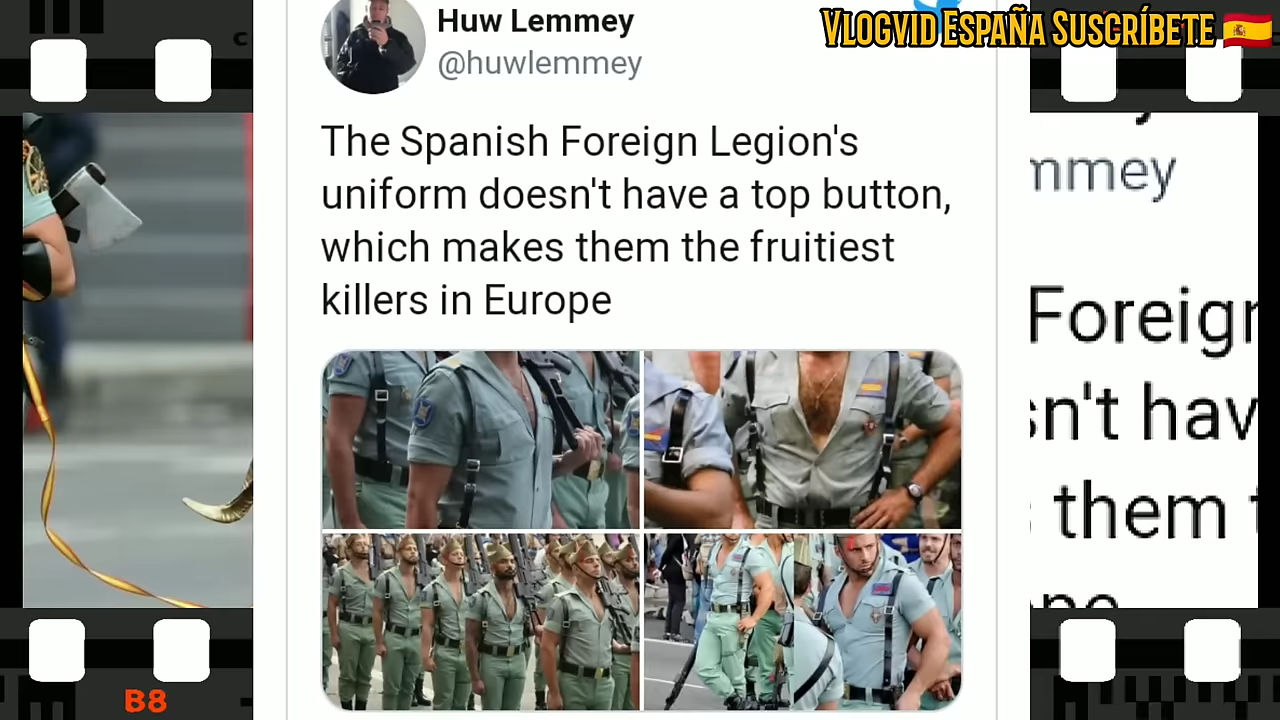 VLOGVID ESPAÑA SUSCRÍBETE
Huw Lemmey
@huwlemmey
The Spanish Foreign Legion's
uniform doesn't have a top button,
which makes them the fruitiest
killers in Europe
mmey
Foreign
sn't hav
them t
C
B8